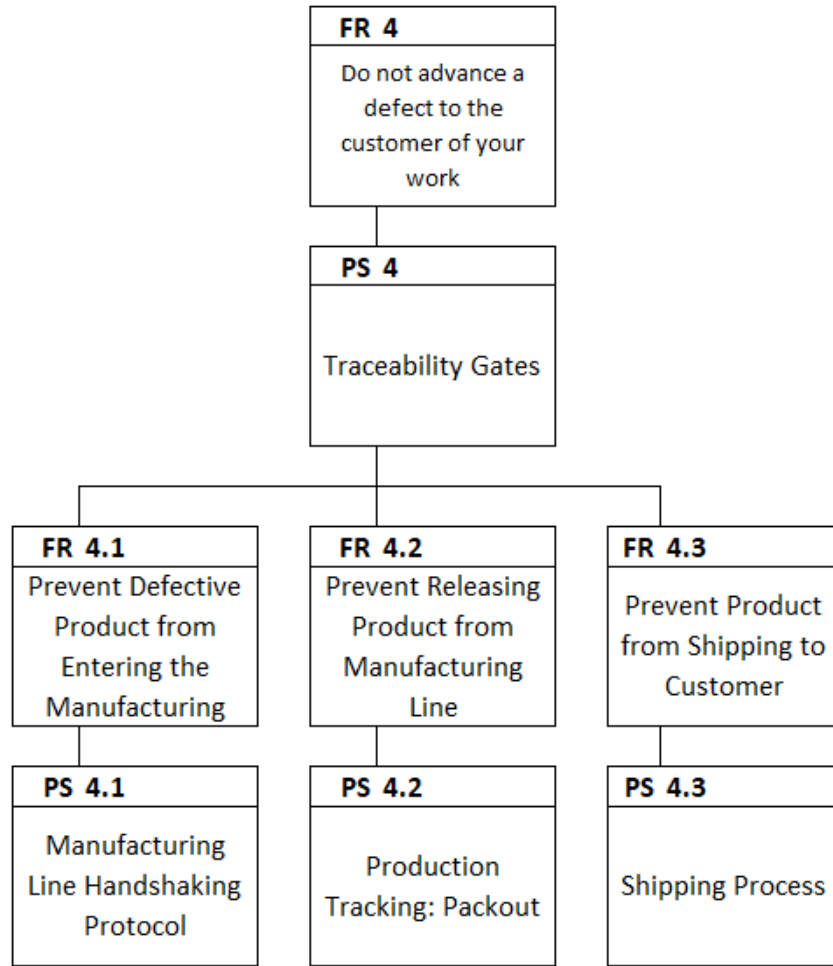 FR 4
Do not advance a
defect to the
customer of your
work
PS 4
Traceability Gates
FR 4.1
Prevent Defective
Product from
Entering the
Manufacturing
FR 4.2
Prevent Releasing
Product from
Manufacturing
Line
FR 4.3
Prevent Product
from Shipping to
Customer
PS 4.1
Manufacturing
Line Handshaking
Protocol
PS 4.2
Production
Tracking: Packout
PS 4.3
Shipping Process